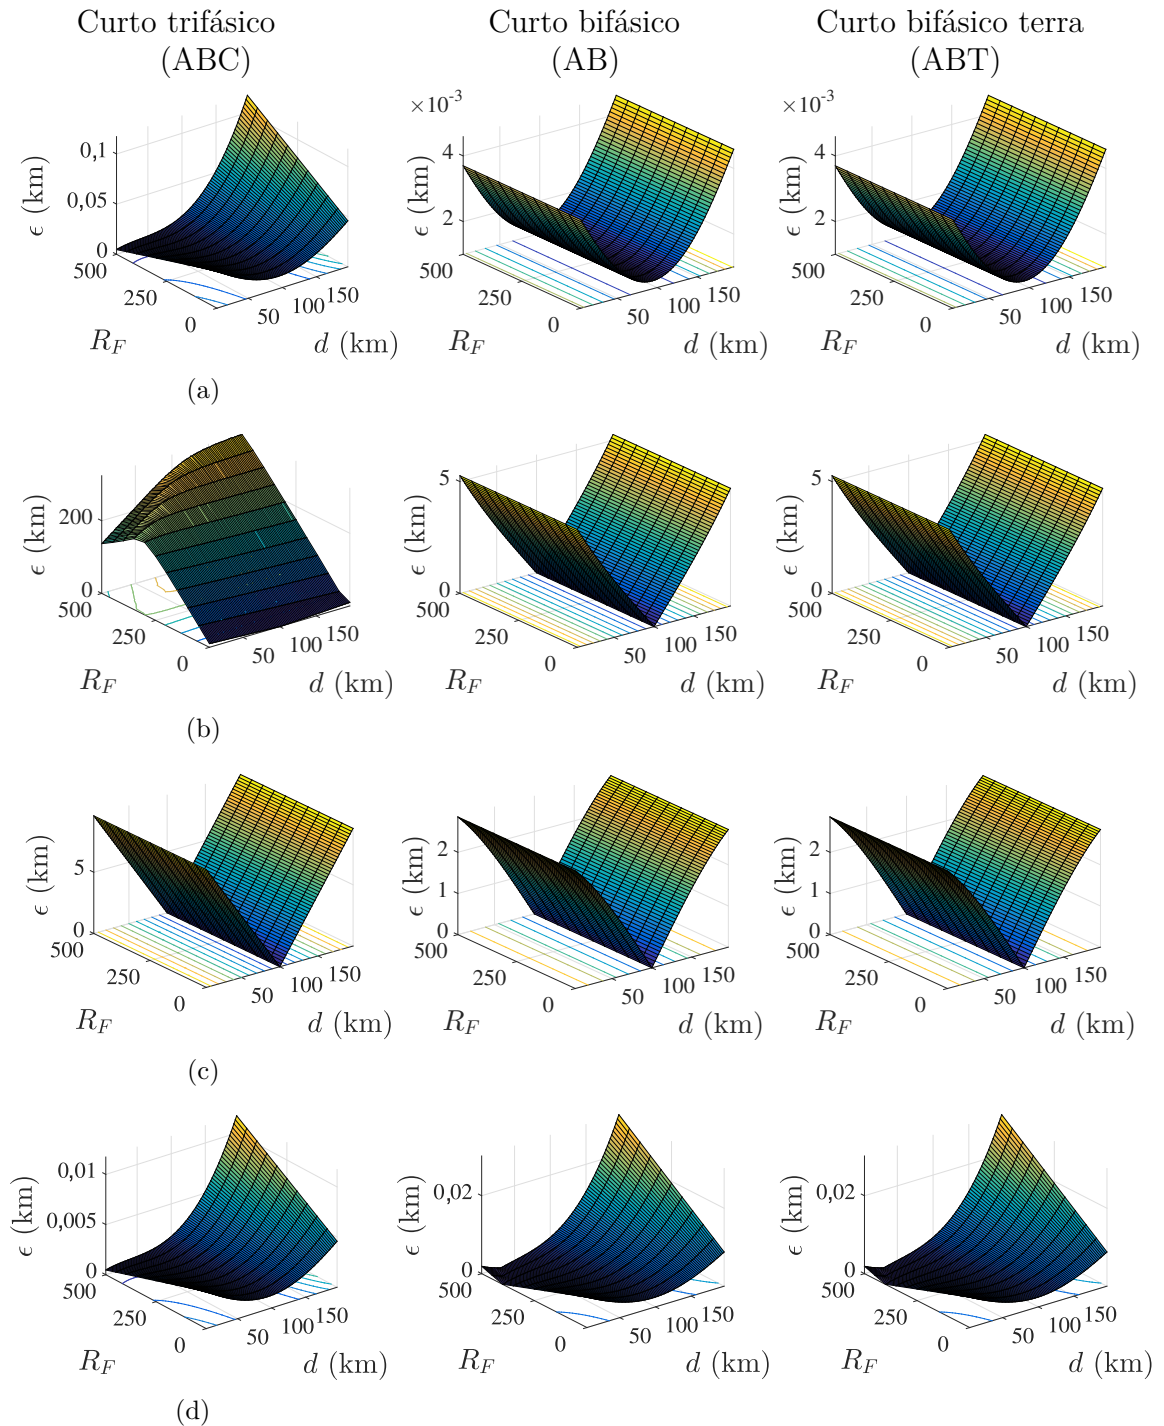 Curto trifásico
(ABC)
Curto bifásico
(AB)
Curto bifásico terra
(ABT)
0,1
0,05
0
ϵ (km)
500
250
0
R_F
50
100
150
d (km)
×10⁻³
4
2
ϵ (km)
500
250
0
R_F
50
100
150
d (km)
×10⁻³
4
2
ϵ (km)
500
250
0
R_F
50
100
150
d (km)
(a)
200
0
ϵ (km)
500
250
0
R_F
50
100
150
d (km)
5
0
ϵ (km)
500
250
0
R_F
50
100
150
d (km)
5
0
ϵ (km)
500
250
0
R_F
50
100
150
d (km)
(b)
5
0
ϵ (km)
500
250
0
R_F
50
100
150
d (km)
2
1
0
ϵ (km)
500
250
0
R_F
50
100
150
d (km)
2
1
0
ϵ (km)
500
250
0
R_F
50
100
150
d (km)
(c)
0,01
0,005
0
ϵ (km)
500
250
0
R_F
50
100
150
d (km)
0,02
0
ϵ (km)
500
250
0
R_F
50
100
150
d (km)
0,02
0
ϵ (km)
500
250
0
R_F
50
100
150
d (km)
(d)